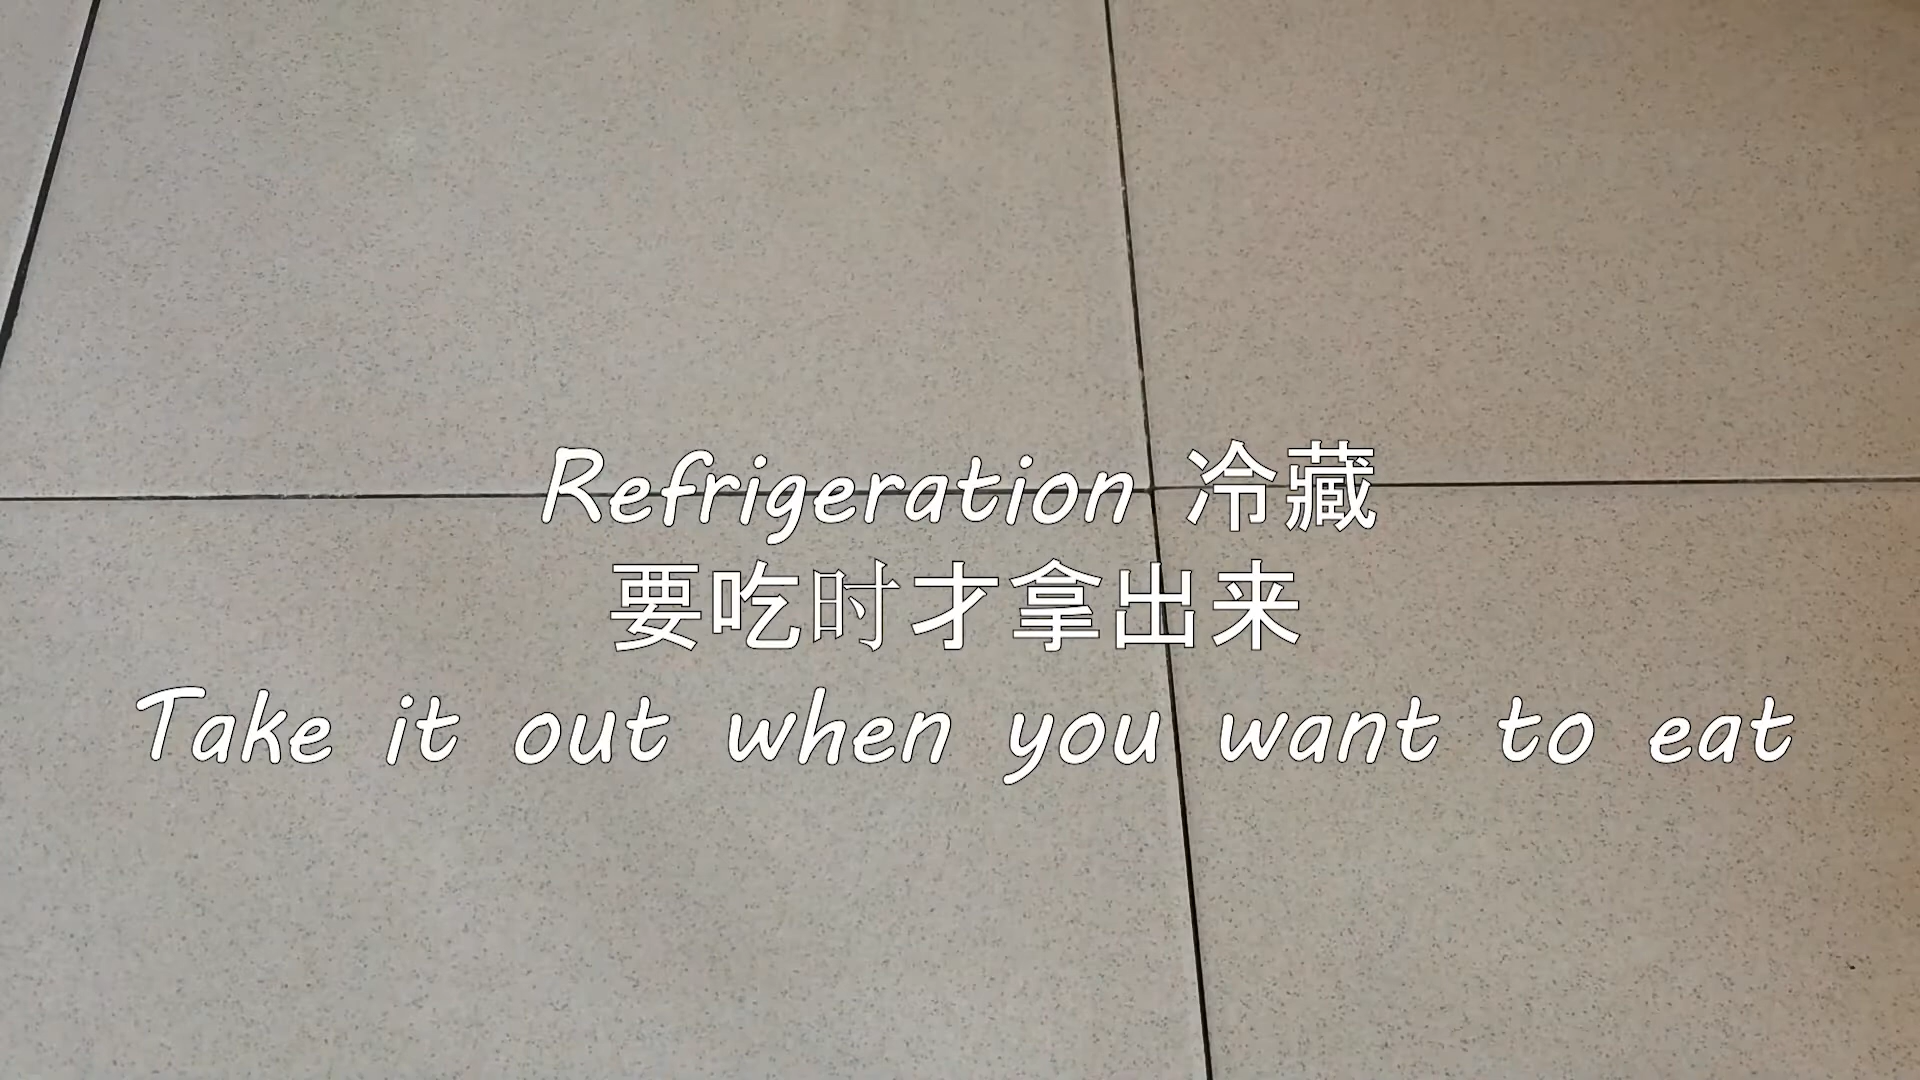 Refrigeration 冷藏
要吃时才拿出来
Take it out when you want to eat